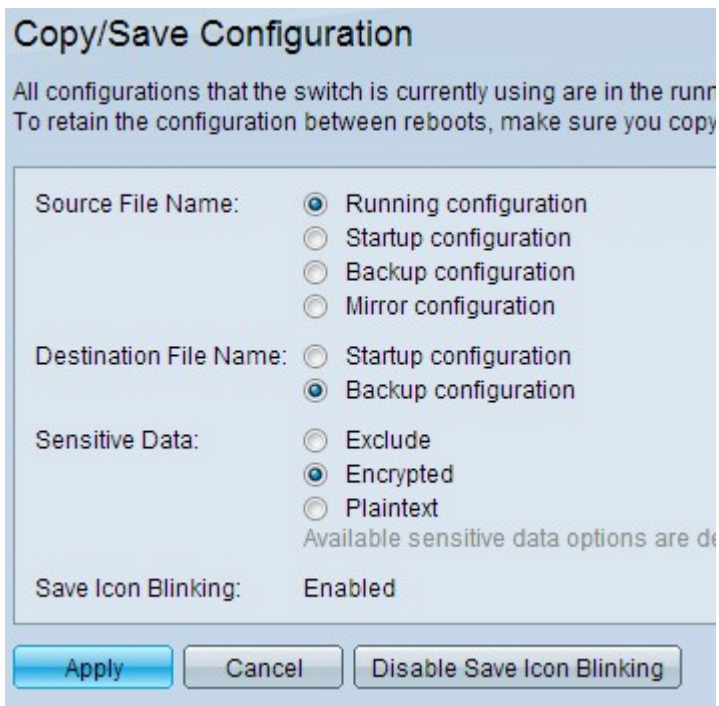 Copy/Save Configuration
All configurations that the switch is currently using are in the runn
To retain the configuration between reboots, make sure you copy
Source File Name: Running configuration
Startup configuration
Backup configuration
Mirror configuration
Destination File Name: Startup configuration
Backup configuration
Sensitive Data: Exclude
Encrypted
Plaintext
Available sensitive data options are de
Save Icon Blinking: Enabled
Apply Cancel Disable Save Icon Blinking